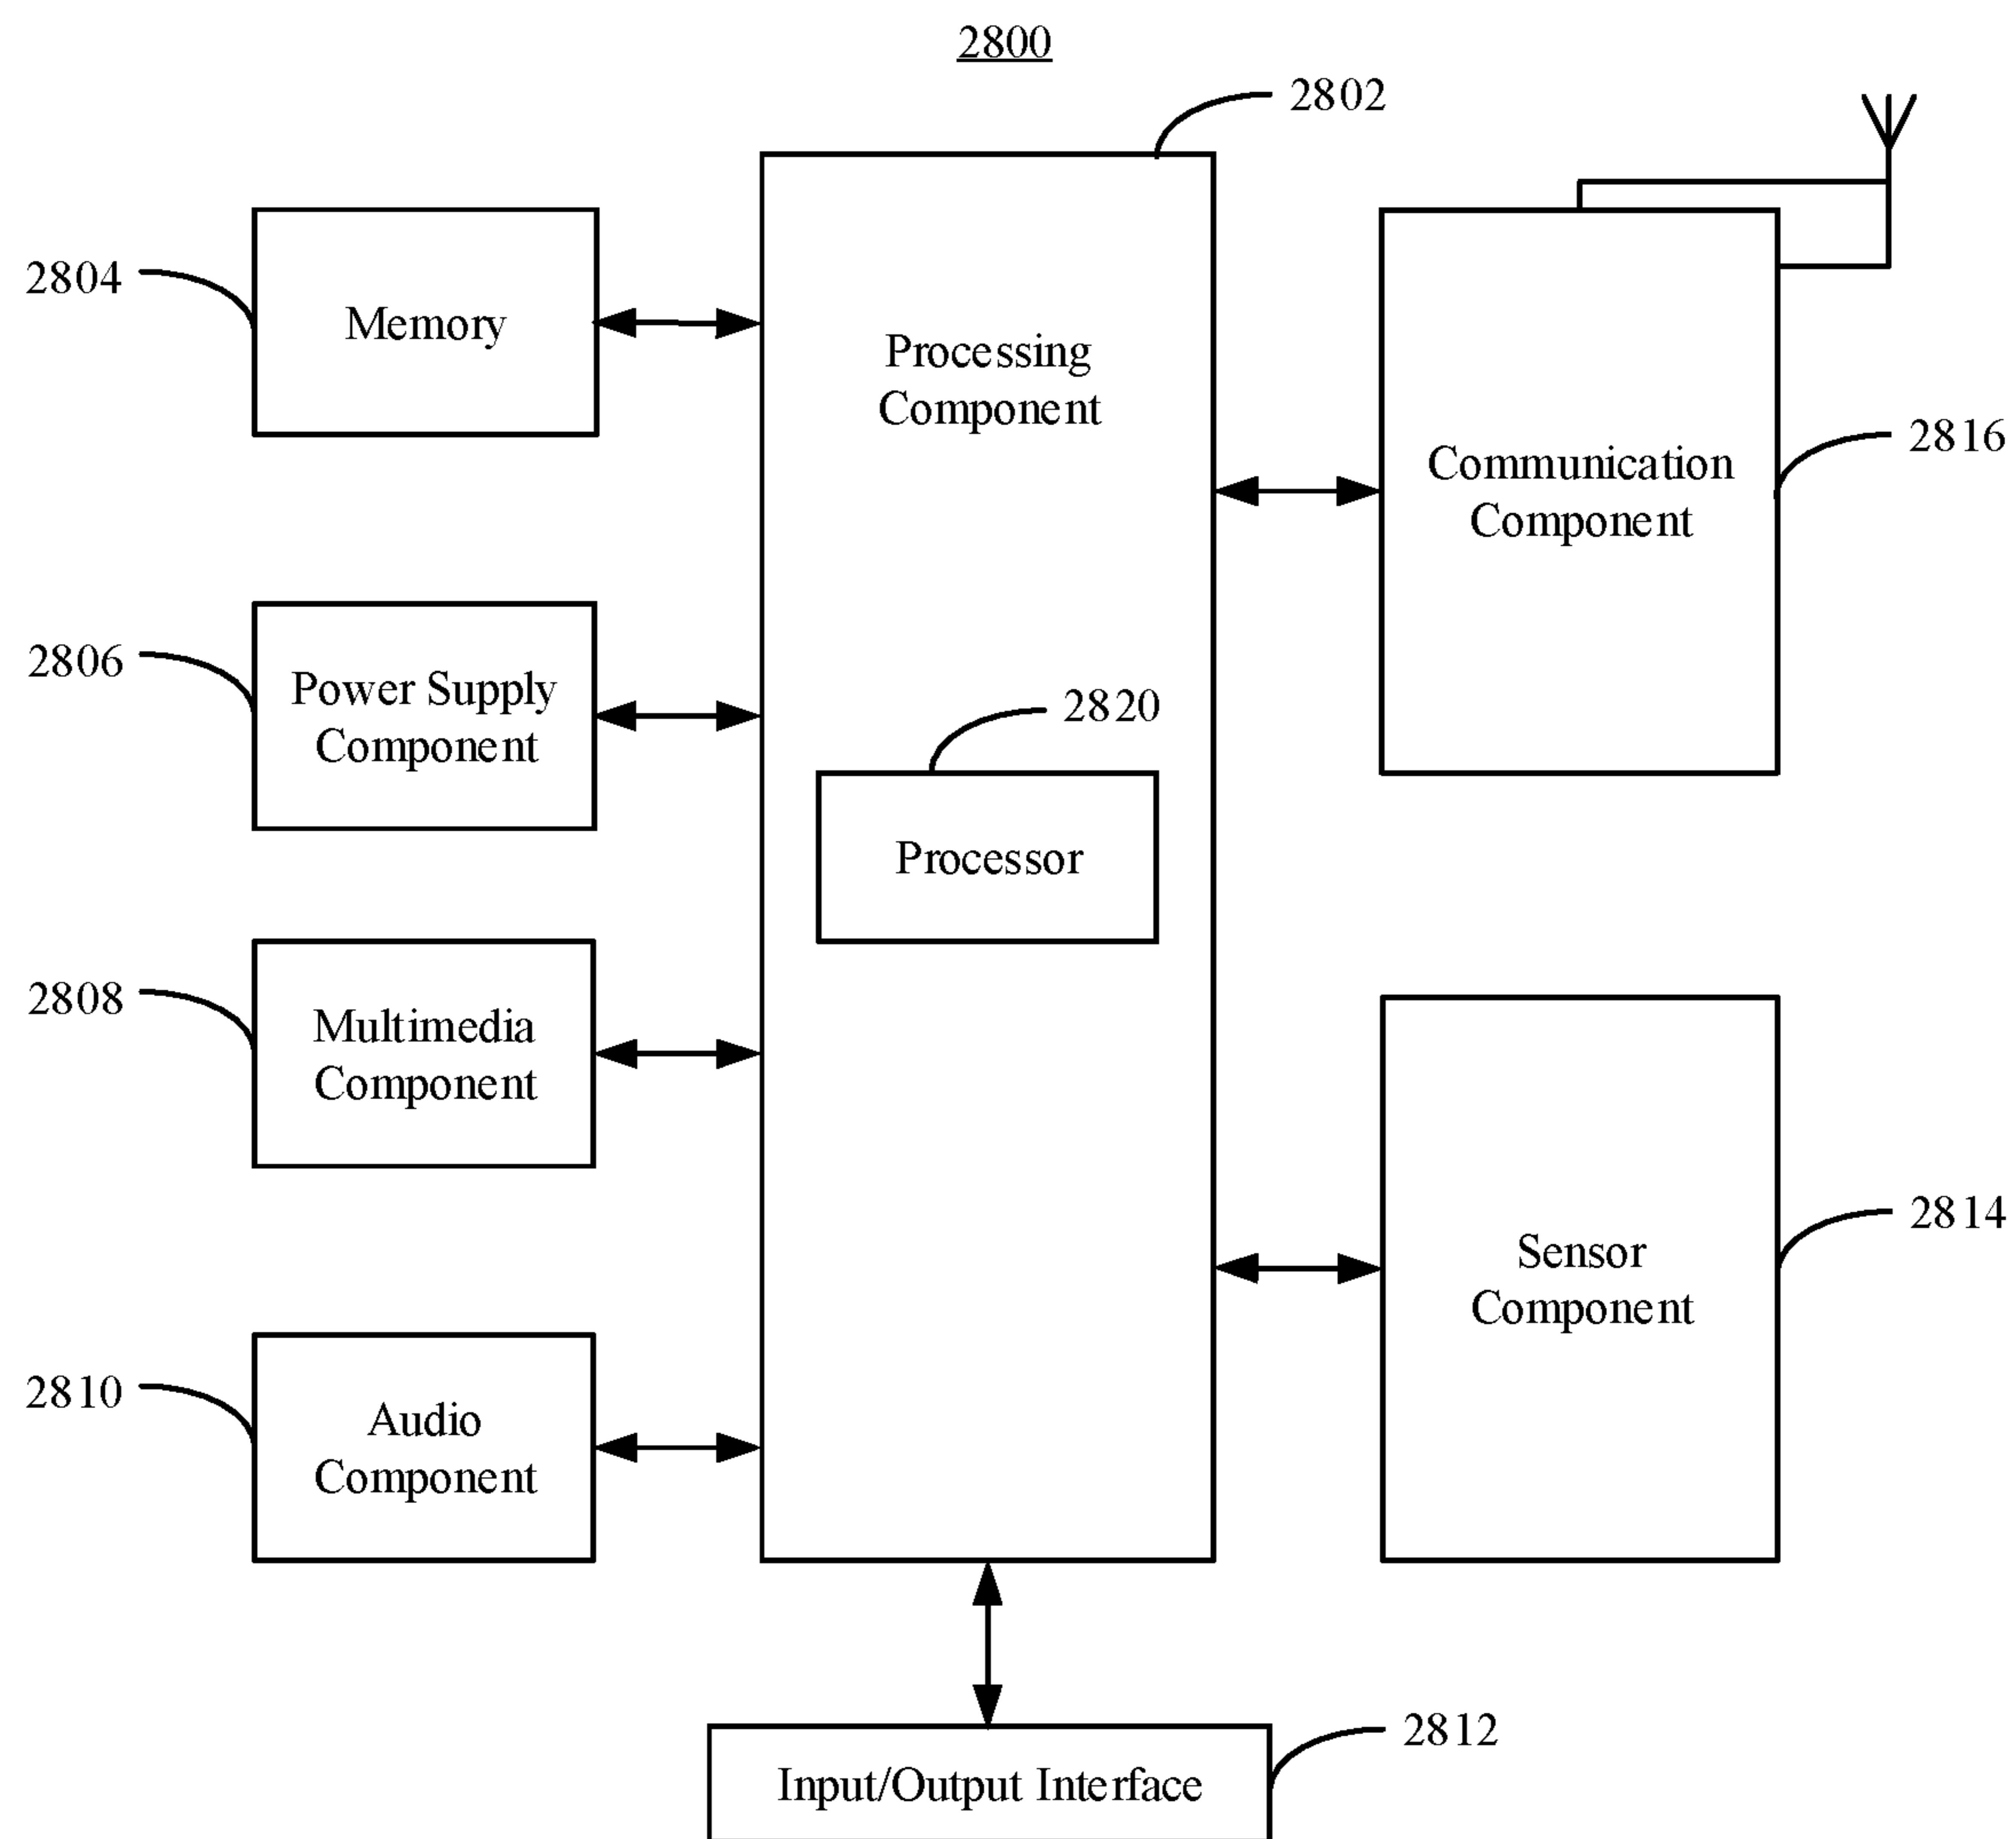 2800
2802
2804
Memory
Processing
Component
Communication
Component
2816
2806
Power Supply
Component
2820
Processor
2808
Multimedia
Component
2814
Sensor
Component
2810
Audio
Component
2812
Input/Output Interface